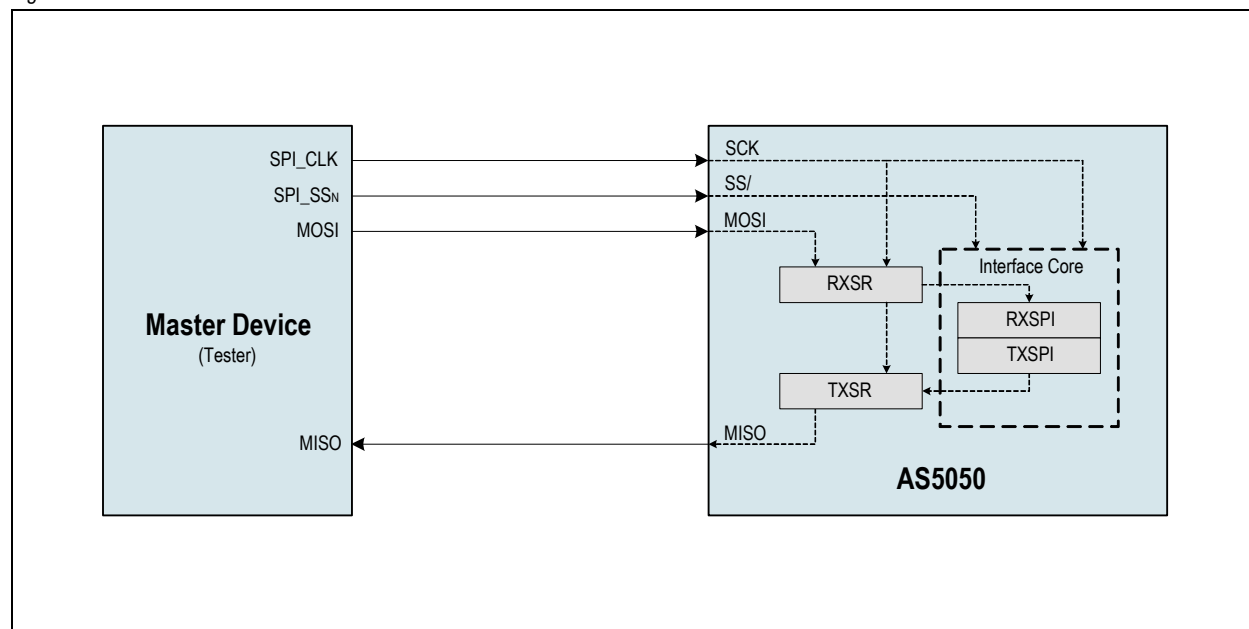 SPI_CLK
SPI_SSN
MOSI
Master Device
(Tester)
MISO
SCK
SS/
MOSI
Interface Core
RXSR
RXSPI
TXSPI
TXSR
MISO
AS5050